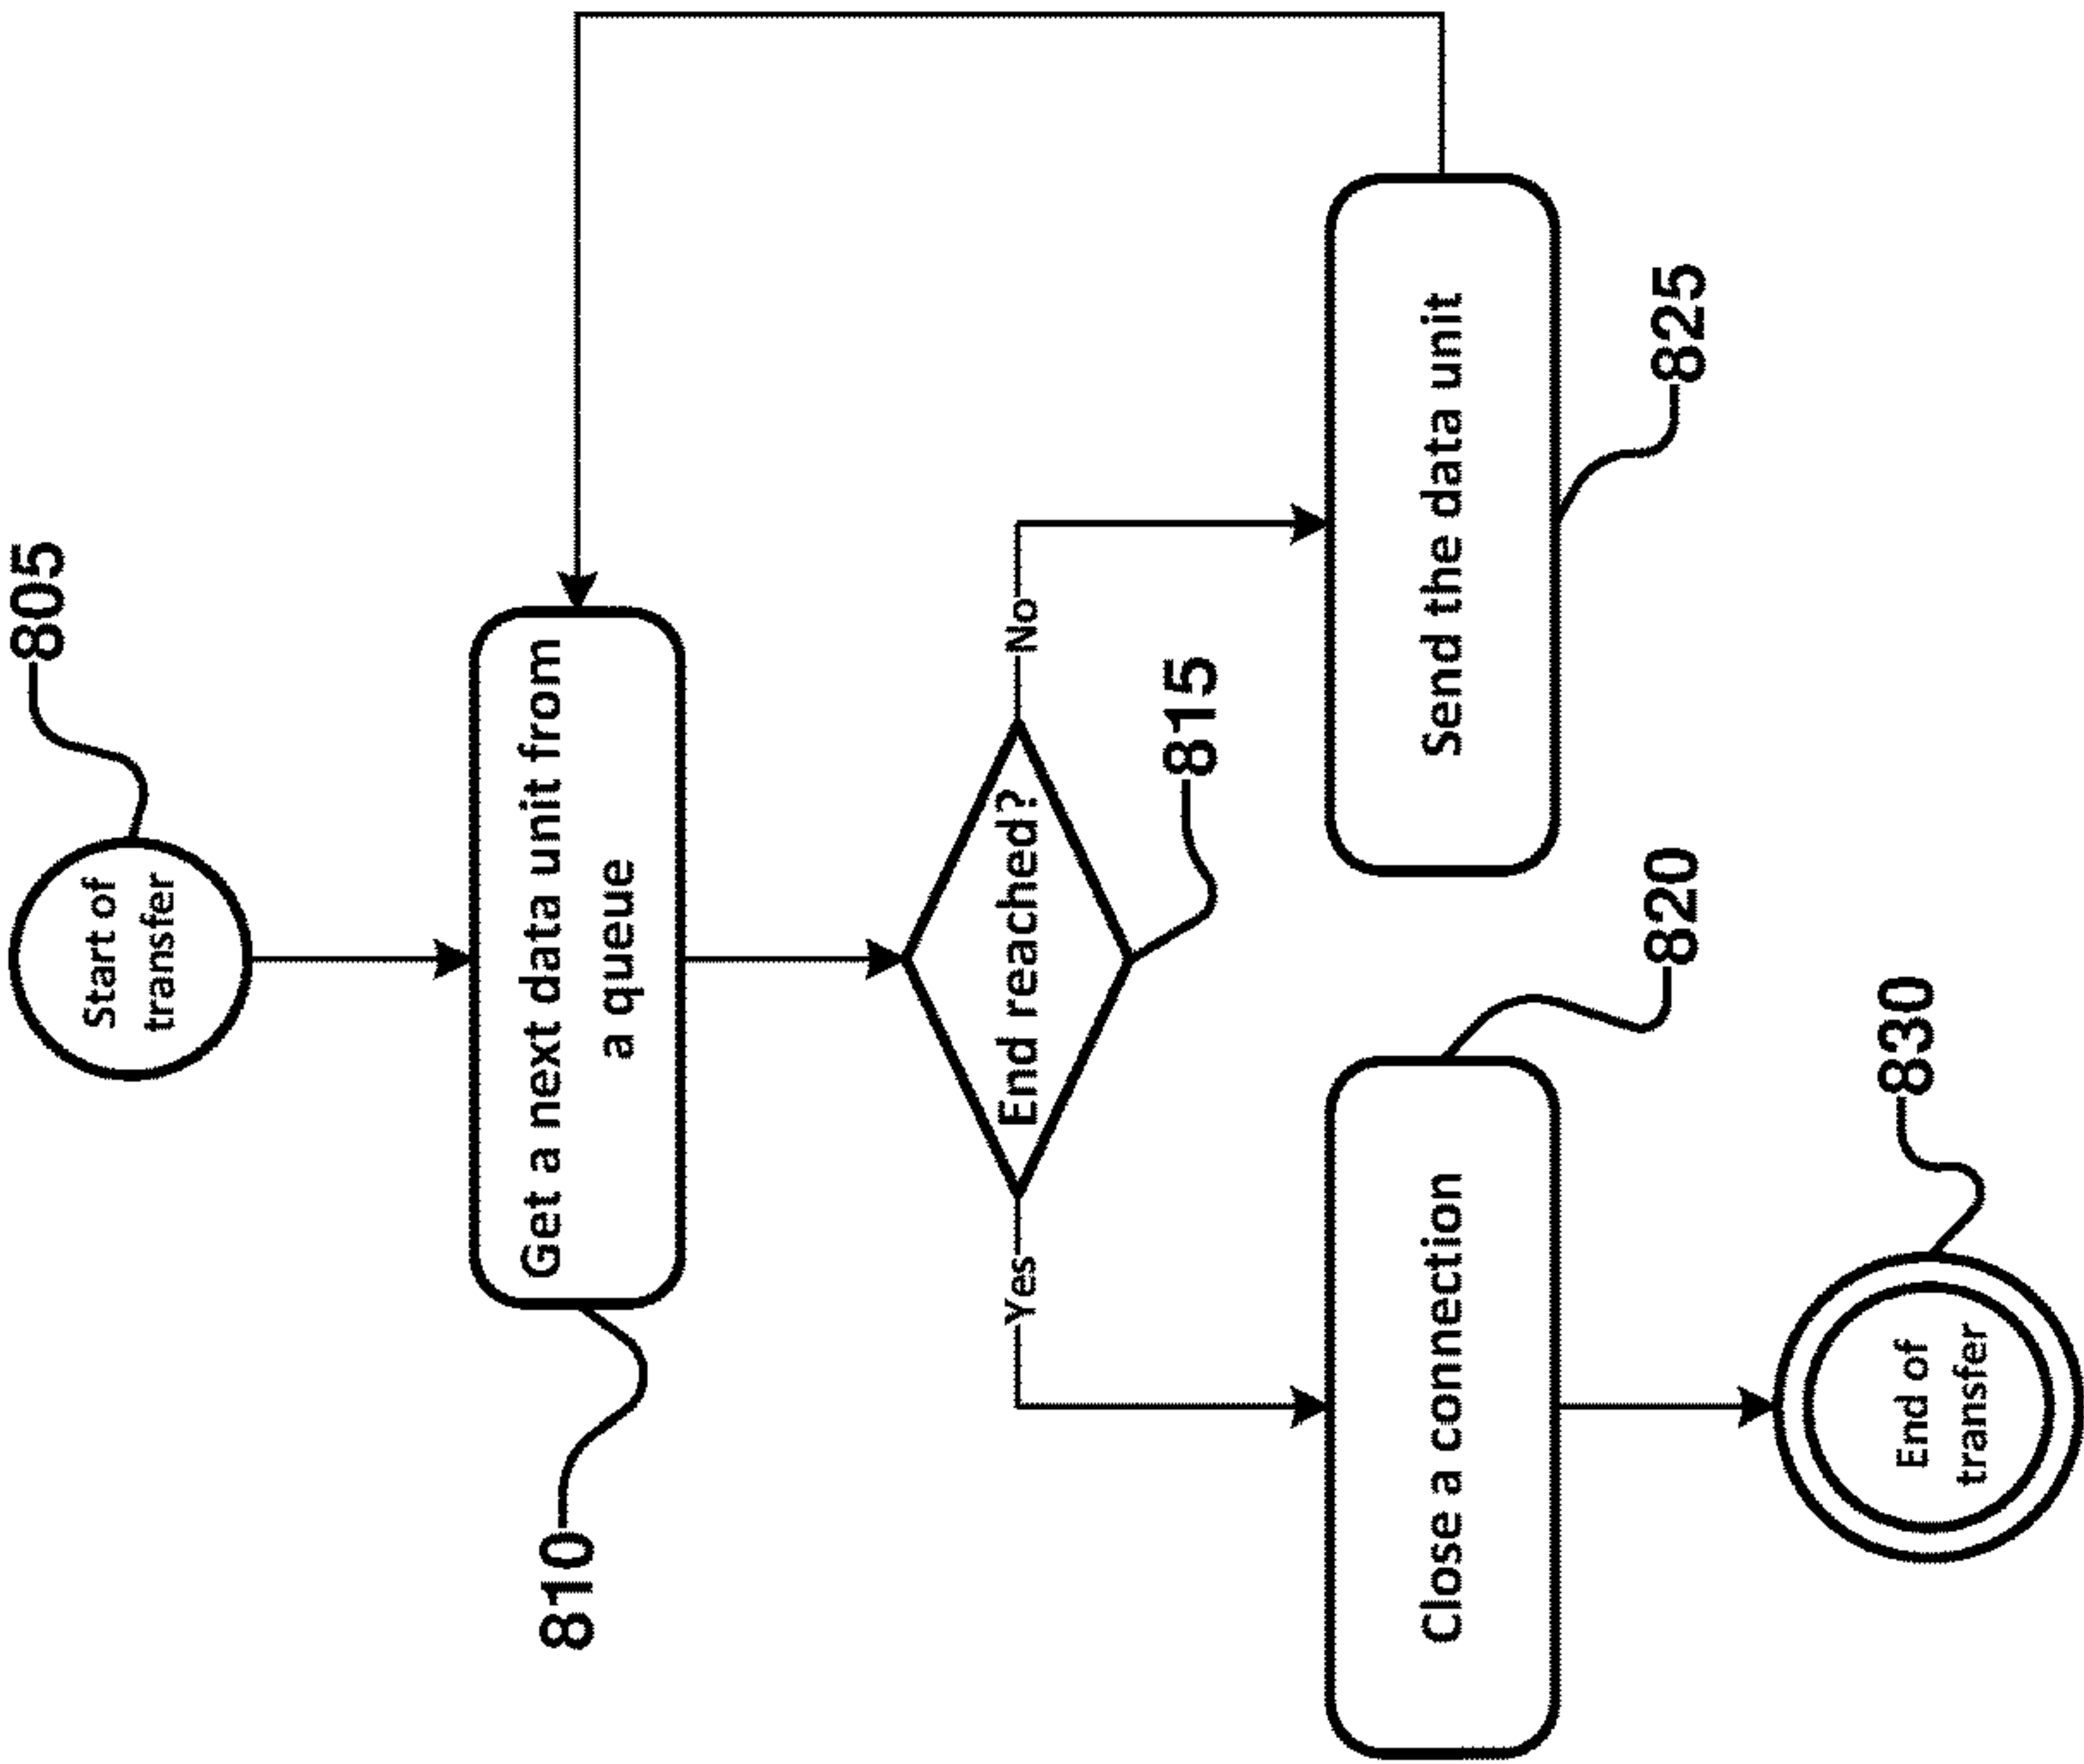 805
Start of
transfer
810
Get a next data unit from
a queue
End reached?
815
Yes
No
Close a connection
820
Send the data unit
825
End of
transfer
830